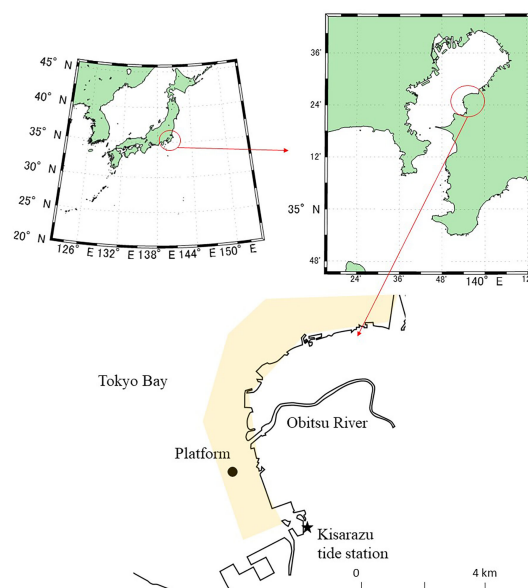 45° N
40° N
35° N
30° N
25° N
20° N
126° E 132° E 138° E 144° E 150° E
36'
24'
12'
35° N
48'
24' 36' 48' 140° E 12
Tokyo Bay
Obitsu River
Platform
Kisarazu
tide station
0 4 km